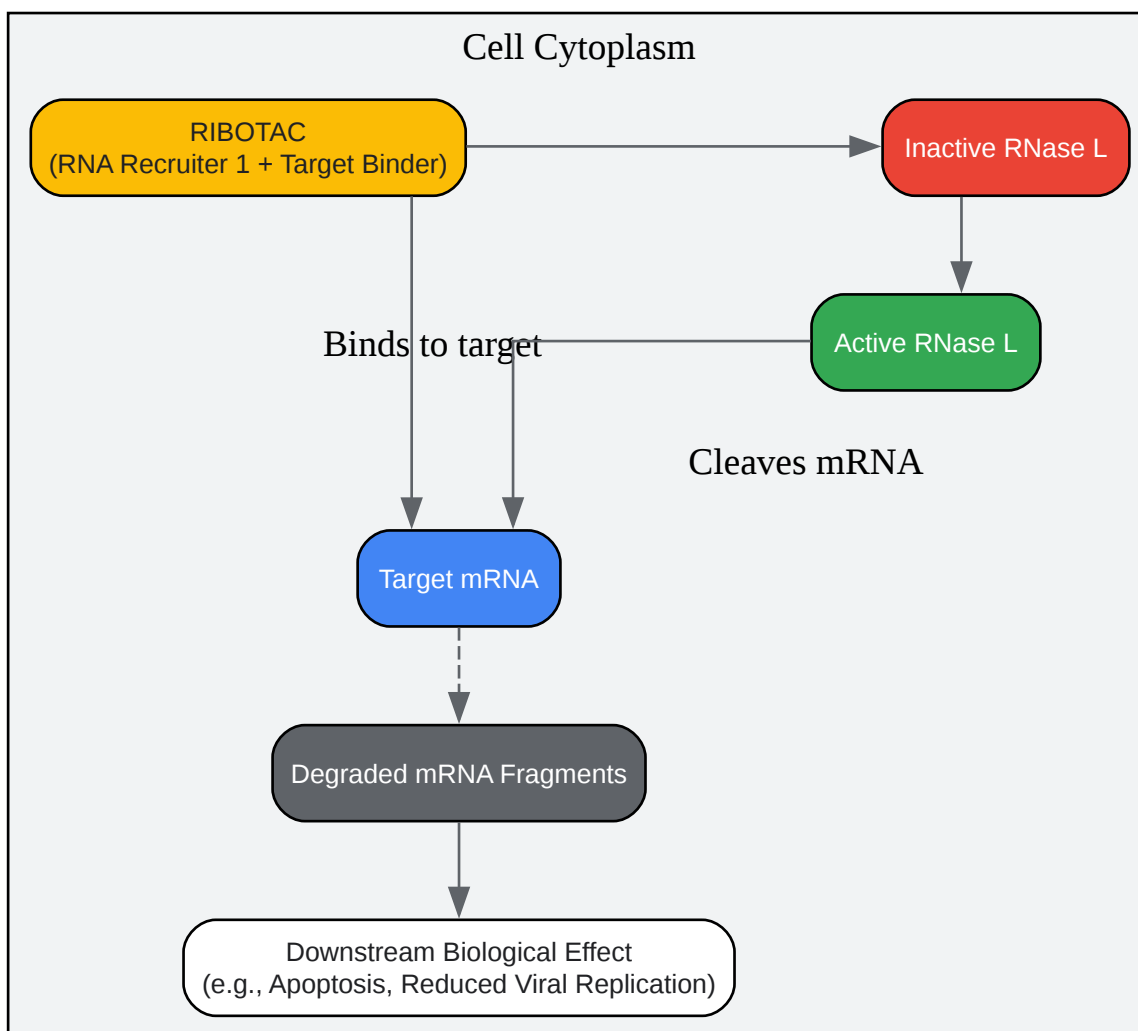 Cell Cytoplasm
RIBOTAC
(RNA Recruiter 1 + Target Binder)
Inactive RNase L
Binds to target
Active RNase L
Cleaves mRNA
Target mRNA
Degraded mRNA Fragments
Downstream Biological Effect
(e.g., Apoptosis, Reduced Viral Replication)